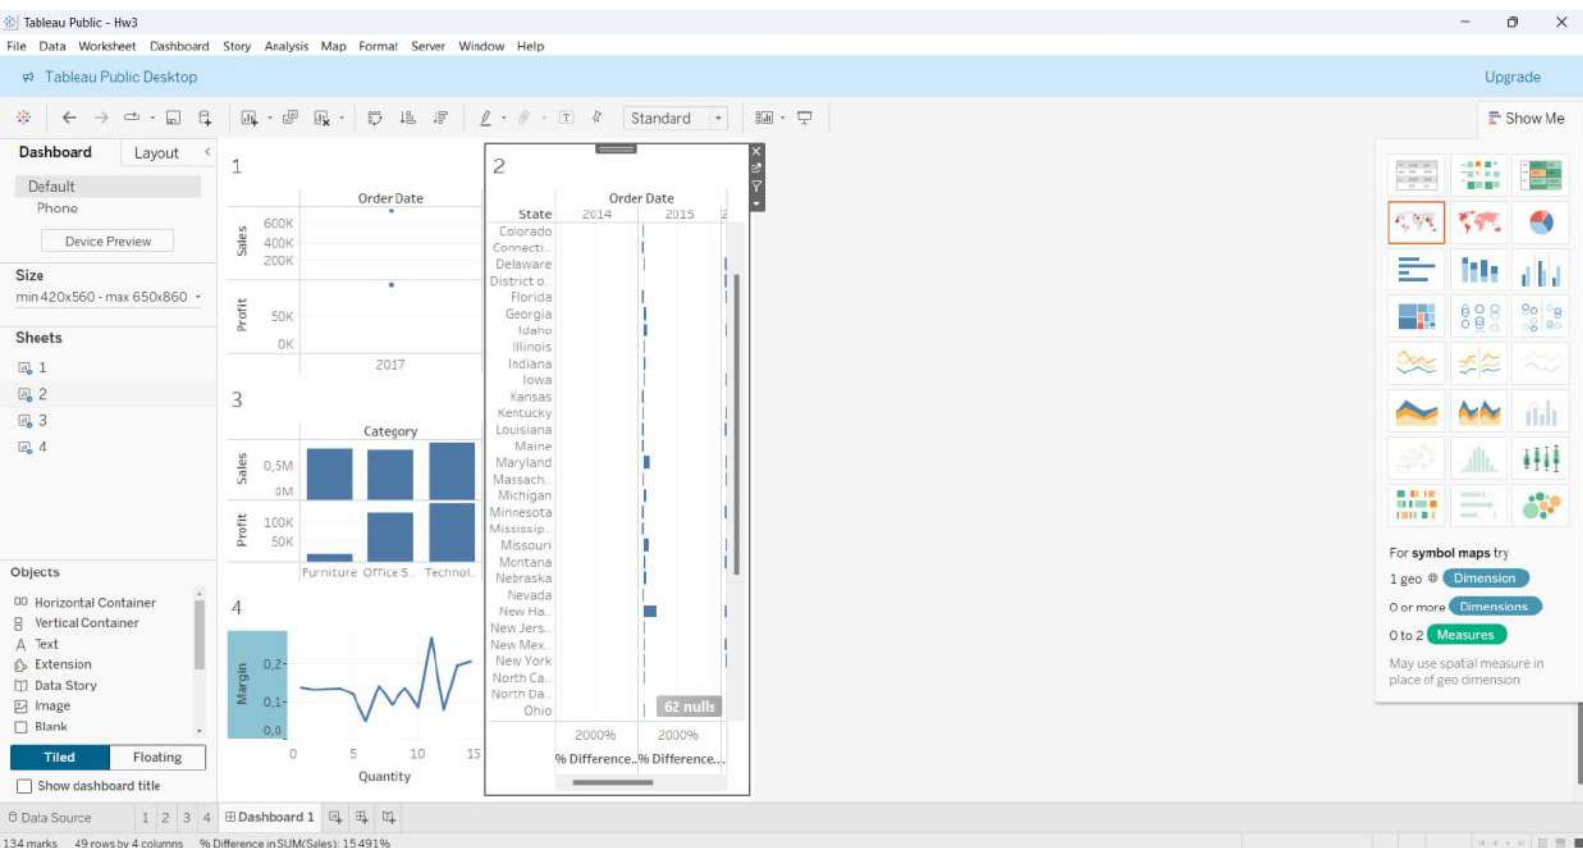 Tableau Public - Hw3
File Data Worksheet Dashboard Story Analysis Map Format Server Window Help
Tableau Public Desktop
Upgrade
Standard
Show Me
Dashboard Layout
Default
Phone
Device Preview
Size
min 420x560 - max 650x860
Sheets
1
2
3
4
Objects
Horizontal Container
Vertical Container
Text
Extension
Data Story
Image
Blank
Tiled Floating
Show dashboard title
1
Order Date
Sales
600K
400K
200K
Profit
50K
0K
2017
3
Category
Sales
0,5M
0M
Profit
100K
50K
Furniture Office S.. Technol..
4
Margin
0,2
0,1
0,0
0 5 10 15
Quantity
2
Order Date
State 2014 2015 2
Colorado
Connecti..
Delaware
District o..
Florida
Georgia
Idaho
Illinois
Indiana
Iowa
Kansas
Kentucky
Louisiana
Maine
Maryland
Massach..
Michigan
Minnesota
Mississip..
Missouri
Montana
Nebraska
Nevada
New Ha..
New Jers..
New Mex..
New York
North Ca..
North Da..
Ohio
62 nulls
2000% 2000%
% Difference.. % Difference...
For symbol maps try
1 geo Dimension
0 or more Dimensions
0 to 2 Measures
May use spatial measure in
place of geo dimension
Data Source 1 2 3 4 Dashboard 1
134 marks 49 rows by 4 columns % Difference in SUM(Sales): 15 491%